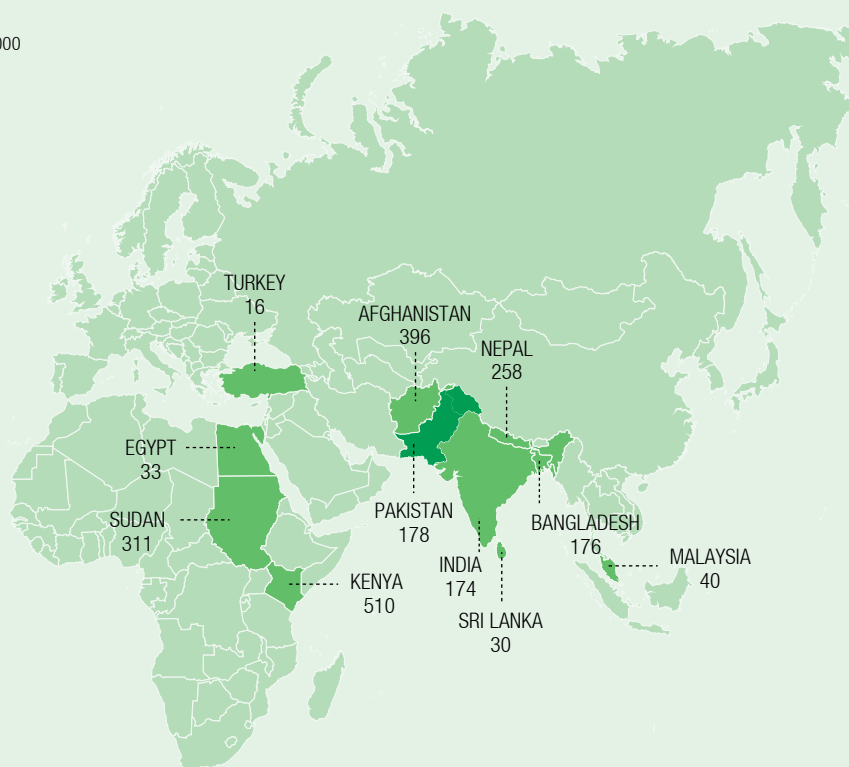 000
TURKEY
16
AFGHANISTAN
396
NEPAL
258
EGYPT
33
SUDAN
311
KENYA
510
PAKISTAN
178
INDIA
174
SRI LANKA
30
BANGLADESH
176
MALAYSIA
40